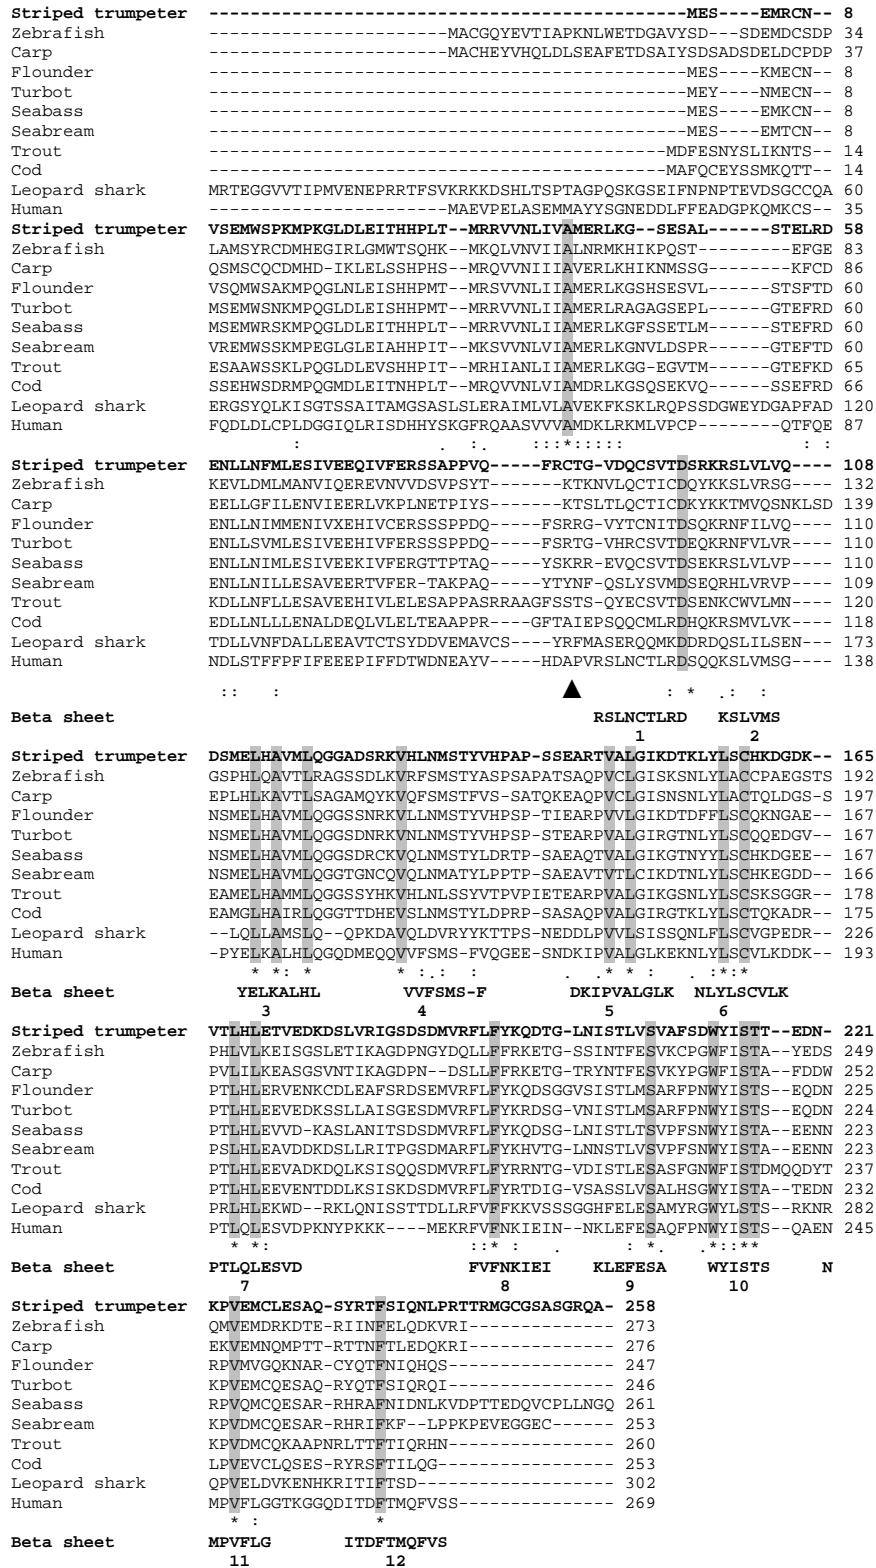 Striped trumpeter ----------------------------------------------MES----EMRCN-- 8
Zebrafish -----------------------MACGQYEVTIAPKNLWETDGAVYSD---SDEMDCSDP 34
Carp -----------------------MACHEYVHQLDLSEAFETDSAIYSDSADSDELDCPDP 37
Flounder ----------------------------------------------MES----KMECN-- 8
Turbot ----------------------------------------------MEY----NMECN-- 8
Seabass ----------------------------------------------MES----EMKCN-- 8
Seabream ----------------------------------------------MES----EMTCN-- 8
Trout --------------------------------------------MDFESNYSLIKNTS-- 14
Cod --------------------------------------------MAFQCEYSSMKQTT-- 14
Leopard shark MRTEGGVVTIPMVENEPRRTFSVKRKKDSHLTSPTAGPQSKGSEIFNPNPTEVDSGCCQA 60
Human -----------------------MAEVPELASEMMAYYSGNEDDLFFEADGPKQMKCS-- 35
Striped trumpeter VSEMWSPKMPKGLDLEITHHPLT--MRRVVNLIVAMERLKG--SESAL------STELRD 58
Zebrafish LAMSYRCDMHEGIRLGMWTSQHK--MKQLVNVIIALNRMKHIKPQST--------EFGE 83
Carp QSMSCQCDMHD-IKLELSSHPHS--MRQVVNIIIAVERLKHIKNMSSG-------KFCD 86
Flounder VSQMWSAKMPQGLNLEISHHPMT--MRSVVNLIIAMERLKGSHSESVL------STSFTD 60
Turbot MSEMWSNKMPQGLDLEISHHPMT--MRRVVNLIIAMERLRAGAGSEPL------GTEFRD 60
Seabass MSEMWRSKMPQGLDLEITHHPLT--MRRVVNLIIAMERLKGFSSETLM------STEFRD 60
Seabream VREMWSSKMPEGLGLEIAHHPIT--MKSVVNLVIAMERLKGNVLDSPR------GTEFTD 60
Trout ESAAWSSKLPQGLDLEVSHHPIT--MRHIANLIIAMERLKGG-EGVTM------GTEFKD 65
Cod SSEHWSDRMPQGMDLEITNHPLT--MRQVVNLVIAMDRLKGSQSEKVQ------SSEFRD 66
Leopard shark ERGSYQLKISGTSSAITAMGSASLSLERAIMLVLAVEKFKSKLRQPSSDGWEYDGAPFAD 120
Human FQDLDLCPLDGGIQLRISDHHYSKGFRQAASVVVAMDKLRKMLVPCP-------QTFQE 87
: . :. :::*::::: : :
Striped trumpeter ENLLNFMLESIVEEQIVFERSSAPPVQ-----FRCTG-VDQCSVTDSRKRSLVLVQ---- 108
Zebrafish KEVLDMLMANVIQEREVNVVDSVPSYT-----KTKNVLQCTICDQYKKSLVRSG---- 132
Carp EELLGFILENVIEERLVKPLNETPIYS-----KTSLTLQCTICDKYKKTMVQSNKLSD 139
Flounder ENLLNIMMENIVXEHIVCERSSSPPDQ-----FSRRG-VYTCNITDSQKRNFILVQ---- 110
Turbot ENLLSVMLESIVEEHIVFERSSSPPDQ-----FSRTG-VHRCSVTDEQKRNFVLVR---- 110
Seabass ENLLNIMLESIVEEKIVFERGTTPTAQ-----YSKRR-EVQCSVTDSEKRSLVLVP---- 110
Seabream ENLLNILLESAVEERTVFER-TAKPAQ-----YTYNF-QSLYSVMDSEQRHLVRVP---- 109
Trout KDLLNFLLESAVEEHIVLELESAPPASRRAAGFSSTS-QYECSVTDSENKCWVLMN---- 120
Cod EDLLNLLLENALDEQLVLELTEAAPPR-----GFTAIEPSQQCMLRDHQKRSMVLVK---- 118
Leopard shark TDLLVNFDALLEEAVTCTSYDDVEMAVCS-----YRFMASERQQMKDDRDQSLILSEN--- 173
Human NDLSTFFPFIFEEEPIFFDTWDNEAYV-----HDAPVRSLNCTLRDSQQKSLVMSG---- 138
:: : ▲ : * .: :
Beta sheet RSLNCTLRD KSLVMS
1 2
Striped trumpeter DSMELHAVMLQGGADSRKVHLNMSTYVHPAP-SSEARTVALGIKDTKLYLSCHKDGDK-- 165
Zebrafish GSPHLQAVTLRAGSSDLKVRFSMSTYASPSAPATSAQPVCLGISKSNLYLACCPAEGSTS 192
Carp EPLHLKAVTLSAGAMQYKVQFSMSTFVS-SATQKEAQPVCLGISNSNLYLACTQLDGS-S 197
Flounder NSMELHAVMLQGGSSNRKVLLNMSTYVHPSP-TIEARPVVLGIKDTDFFLSCQKNGAE-- 167
Turbot NSMELHAVMLQGGSDNRKVNLNMSTYVHPSP-STEARPVALGIRGTNLYLSCQQEDGV-- 167
Seabass NSMELHAVMLQGGSDRCKVQLNMSTYLDRTP-SAEAQTVALGIKGTNYYLSCHKDGEE-- 167
Seabream NSMELHAVMLQGGTGNCQVQLNMATYLPPTP-SAEAVTVTLCIKDTNLYLSCHKEGDD-- 166
Trout EAMELHAMMLQGGSSYHKVHLNLSSYVTPVPIETEARPVALGIKGSNLYLSCSKSGGR-- 178
Cod EAMGLHAIRLQGGTTDHEVSLNMSTYLDRPP-SASAQPVALGIRGTKLYLSCTQKADR-- 175
Leopard shark --LQLLAMSLQ--QPKDAVQLDVRYYKTTPS-NEDDLPVVLSISSQNLFLSCVGPEDR-- 226
Human -PYELKALHLQGQDMEQQVVFSMS-FVQGEE-SNDKIPVALGLKEKNLYLSCVLKDDK-- 193
* *: * * :.: : . .* * : .. :*:*
Beta sheet YELKALHL VVFSMS-F DKIPVALGLK NLYLSCVLK
3 4 5 6
Striped trumpeter VTLHLETVEDKDSLVRIGSDSDMVRFLFYKQDTG-LNISTLVSVAFSDWYISTT--EDN- 221
Zebrafish PHLVLKEISGSLETIKAGDPNGYDQLLFFRKETG-SSINTFESVKCPGWFISTA--YEDS 249
Carp PVLILKEASGSVNTIKAGDPN--DSLLFFRKETG-TRYNTFESVKYPGWFISTA--FDDW 252
Flounder PTLHLERVENKCDLEAFSRDSEMVRFLFYKQDSGGVSISTLMSARFPNWYISTS--EQDN 225
Turbot PTLHLEEVEDKSSLLAISGESDMVRFLFYKRDSG-VNISTLMSARFPNWYISTS--EQDN 224
Seabass PTLHLEVVD-KASLANITSDSDMVRFLFYKQDSG-LNISTLTSVPFSNWYISTA--EENN 223
Seabream PSLHLEAVDDKDSLLRITPGSDMARFLFYKHVTG-LNNSTLVSVPFSNWYISTA--EENN 223
Trout PTLHLEEVADKDQLKSISQQSDMVRFLFYRRNTG-VDISTLESASFGNWFISTDMQQDYT 237
Cod PTLHLEEVENTDDLKSISKDSDMVRFLFYRTDIG-VSASSLVSALHSGWYISTA--TEDN 232
Leopard shark PRLHLEKWD--RKLQNISSTTDLLRFVFFKKVSSSGGHFELESAMYRGWYLSTS--RKNR 282
Human PTLQLESVDPKNYPKKK----MEKRFVFNKIEIN--NKLEFESAQFPNWYISTS--QAEN 245
* *: ::* : . : *. .*::**
Beta sheet PTLQLESVD FVFNKIEI KLEFESA WYISTS N
7 8 9 10
Striped trumpeter KPVEMCLESAQ-SYRTFSIQNLPRTTRMGCGSASGRQA- 258
Zebrafish QMVEMDRKDTE-RIINFELQDKVRI-------------- 273
Carp EKVEMNQMPTT-RTTNFTLEDQKRI-------------- 276
Flounder RPVMVGQKNAR-CYQTFNIQHQS---------------- 247
Turbot KPVEMCQESAQ-RYQTFSIQRQI---------------- 246
Seabass RPVQMCQESAR-HRAFNIDNLKVDPTTEDQVCPLLNGQ 261
Seabream KPVDMCQESAR-RHRIFKF--LPPKPEVEGGEC------ 253
Trout KPVDMCQKAAPNRLTTFTIQRHN---------------- 260
Cod LPVEVCLQSES-RYRSFTILQG----------------- 253
Leopard shark QPVELDVKENHKRITIFTSD------------------- 302
Human MPVFLGGTKGGQDITDFTMQFVSS--------------- 269
* : *
Beta sheet MPVFLG ITDFTMQFVS
11 12